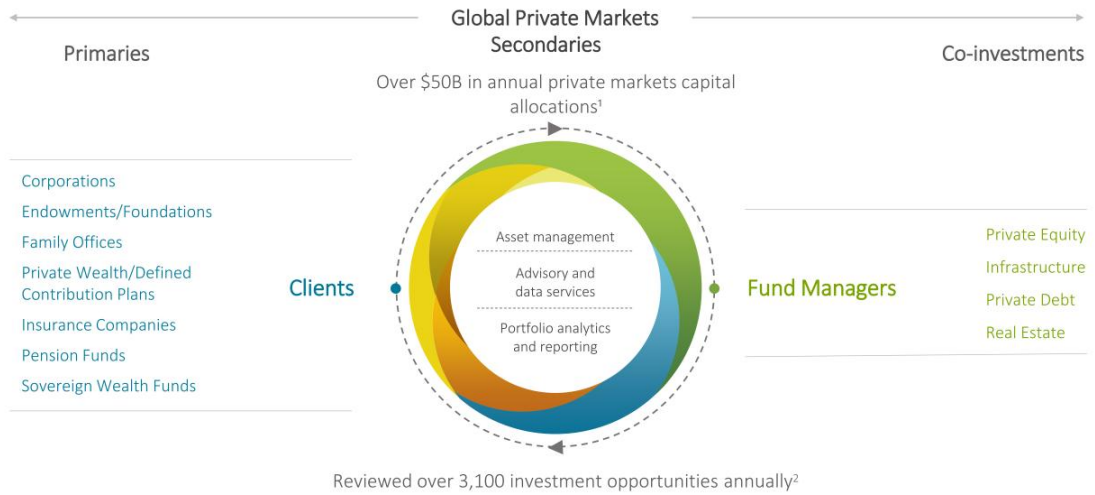 Global Private Markets
Secondaries
Primaries
Co-investments
Over $50B in annual private markets capital
allocations¹
Corporations
Endowments/Foundations
Family Offices
Private Wealth/Defined
Contribution Plans
Insurance Companies
Pension Funds
Sovereign Wealth Funds
Clients
Asset management
Advisory and
data services
Portfolio analytics
and reporting
Fund Managers
Private Equity
Infrastructure
Private Debt
Real Estate
Reviewed over 3,100 investment opportunities annually²